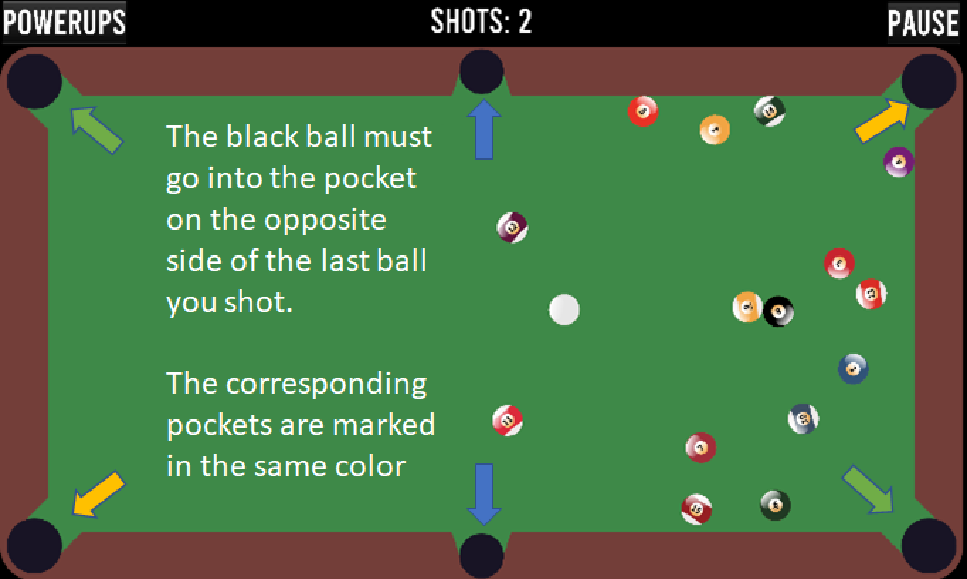 POWERUPS
SHOTS: 2
PAUSE
The black ball must
go into the pocket
on the opposite
side of the last ball
you shot.
The corresponding
pockets are marked
in the same color